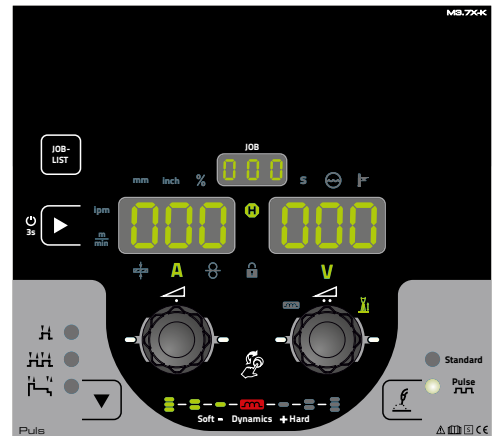 M3.7X-K
JOB-
LIST
JOB
000
mm inch % S
ipm
m
min
000 H 000
3s
A V
Standard
Pulse
Soft - Dynamics + Hard
Puls
S CE